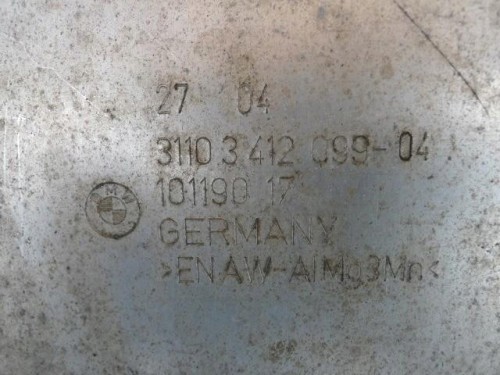 27 04
3110 3 412 099-04
101190 17
GERMANY
>ENAW-AlMg3Mn<